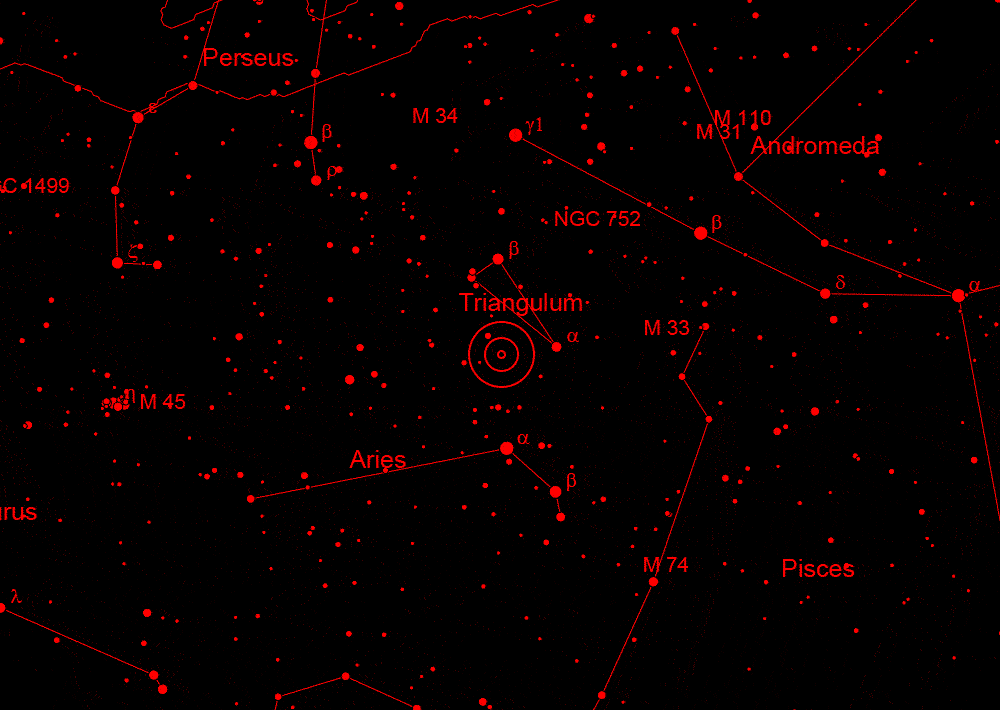 Perseus
ε
M 34
γ1
M 110
M 31
β
Andromeda
ρ
C 1499
NGC 752
β
ζ
β
δ
α
Triangulum
M 33
α
η
M 45
α
Aries
β
rus
M 74
Pisces
λ